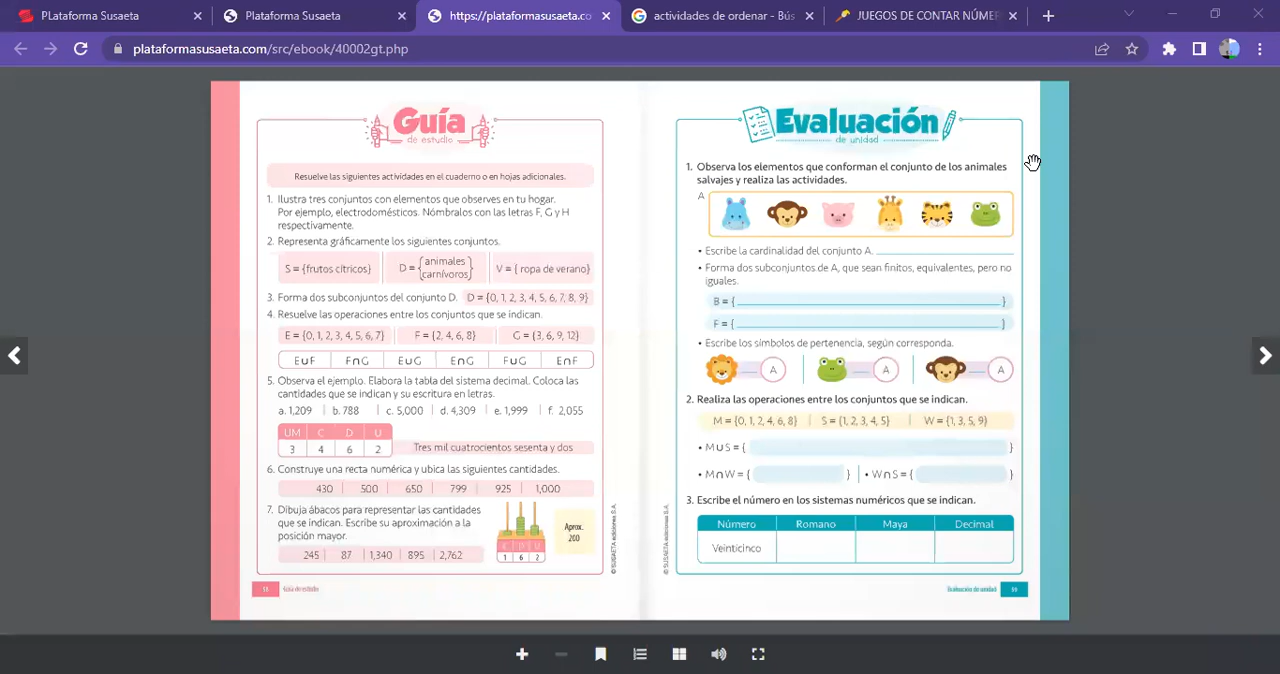 PLataforma Susaeta
Plataforma Susaeta
https://plataformasusaeta.co
actividades de ordenar - Bús
JUEGOS DE CONTAR NÚMER
plataformasusaeta.com/src/ebook/40002gt.php
Guía
de estudio
Resuelve las siguientes actividades en el cuaderno o en hojas adicionales.
1. Ilustra tres conjuntos con elementos que observes en tu hogar.
Por ejemplo, electrodomésticos. Nómbralos con las letras F, G y H
respectivamente.
2. Representa gráficamente los siguientes conjuntos.
S = {frutos cítricos}
D = {animales
carnívoros}
V = { ropa de verano}
3. Forma dos subconjuntos del conjunto D. D = {0, 1, 2, 3, 4, 5, 6, 7, 8, 9}
4. Resuelve las operaciones entre los conjuntos que se indican.
E = {0, 1, 2, 3, 4, 5, 6, 7} F = {2, 4, 6, 8} G = {3, 6, 9, 12}
E∪F F∩G E∪G E∩G F∪G E∩F
5. Observa el ejemplo. Elabora la tabla del sistema decimal. Coloca las
cantidades que se indican y su escritura en letras.
a. 1,209 b. 788 c. 5,000 d. 4,309 e. 1,999 f. 2,055
UM C D U
3 4 6 2 Tres mil cuatrocientos sesenta y dos
6. Construye una recta numérica y ubica las siguientes cantidades.
430 500 650 799 925 1,000
7. Dibuja ábacos para representar las cantidades
que se indican. Escribe su aproximación a la
posición mayor.
245 87 1,340 895 2,762
C D U
1 6 2
Aprox.
200
© SUSAETA ediciones S.A.
Guía de estudio
Evaluación
de unidad
1. Observa los elementos que conforman el conjunto de los animales
salvajes y realiza las actividades.
A
• Escribe la cardinalidad del conjunto A.
• Forma dos subconjuntos de A, que sean finitos, equivalentes, pero no
iguales.
B = { }
F = { }
• Escribe los símbolos de pertenencia, según corresponda.
A A A
2. Realiza las operaciones entre los conjuntos que se indican.
M = {0, 1, 2, 4, 6, 8} S = {1, 2, 3, 4, 5} W = {1, 3, 5, 9}
• M∪S = { }
• M∩W = { } • W∩S = { }
3. Escribe el número en los sistemas numéricos que se indican.
Número Romano Maya Decimal
Veinticinco
© SUSAETA ediciones S.A.
Evaluación de unidad